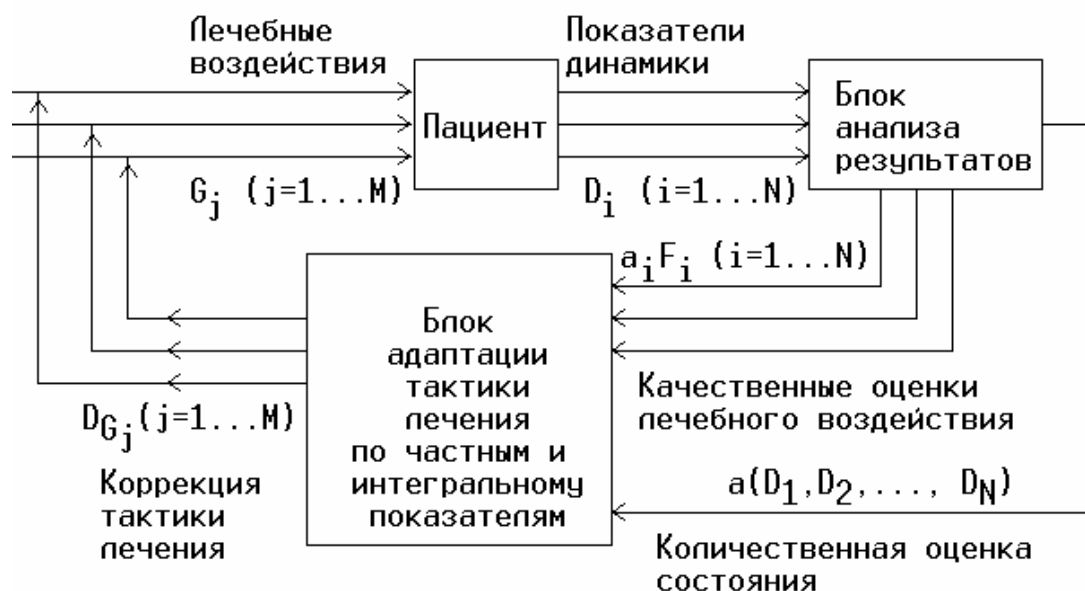 Лечебные
воздействия
Показатели
динамики
Пациент
Блок
анализа
результатов
G_j (j=1...M)
D_i (i=1...N)
a_iF_i (i=1...N)
Блок
адаптации
тактики
лечения
по частным и
интегральному
показателям
Качественные оценки
лечебного воздействия
D_G_j(j=1...M)
Коррекция
тактики
лечения
a(D_1,D_2,..., D_N)
Количественная оценка
состояния